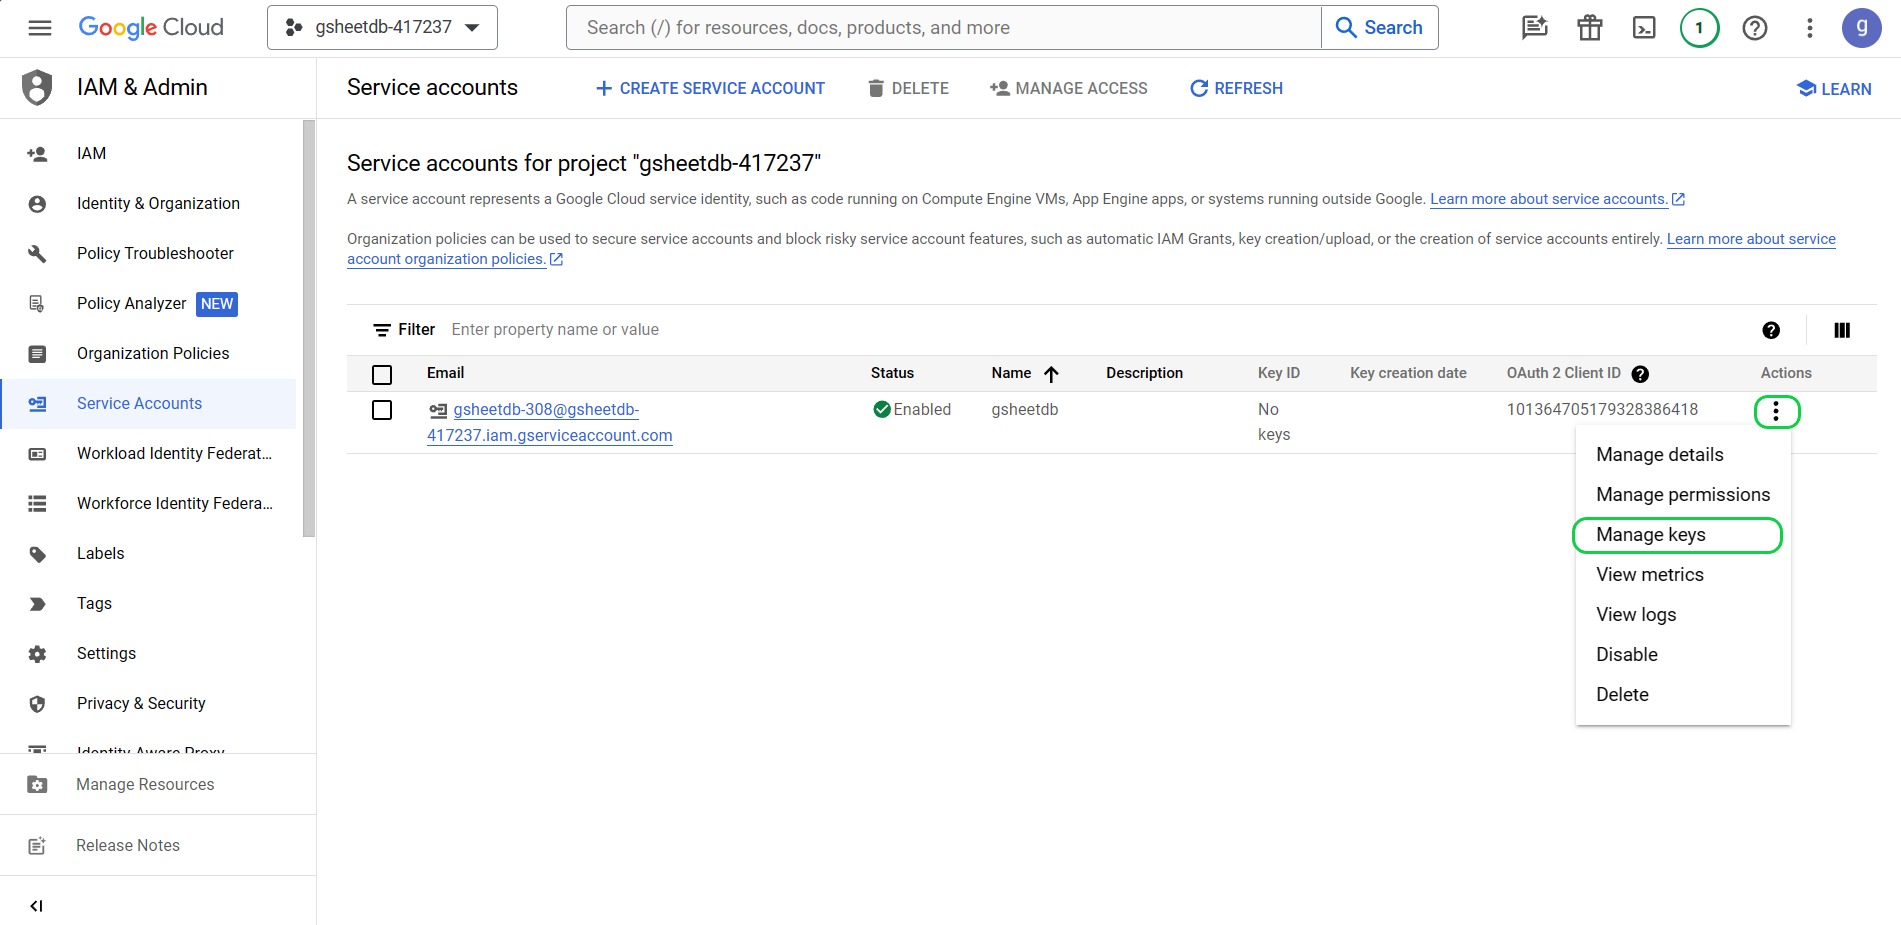 Google Cloud
gsheetdb-417237
Search (/) for resources, docs, products, and more
Search
1
g
IAM & Admin
IAM
Identity & Organization
Policy Troubleshooter
Policy Analyzer NEW
Organization Policies
Service Accounts
Workload Identity Federat...
Workforce Identity Federa...
Labels
Tags
Settings
Privacy & Security
Identity-Aware Proxy
Manage Resources
Release Notes
Service accounts
CREATE SERVICE ACCOUNT
DELETE
MANAGE ACCESS
REFRESH
LEARN
Service accounts for project "gsheetdb-417237"
A service account represents a Google Cloud service identity, such as code running on Compute Engine VMs, App Engine apps, or systems running outside Google. Learn more about service accounts.
Organization policies can be used to secure service accounts and block risky service account features, such as automatic IAM Grants, key creation/upload, or the creation of service accounts entirely. Learn more about service
account organization policies.
Filter Enter property name or value
Email Status Name Description Key ID Key creation date OAuth 2 Client ID Actions
gsheetdb-308@gsheetdb- Enabled gsheetdb No 101364705179328386418
417237.iam.gserviceaccount.com keys
Manage details
Manage permissions
Manage keys
View metrics
View logs
Disable
Delete